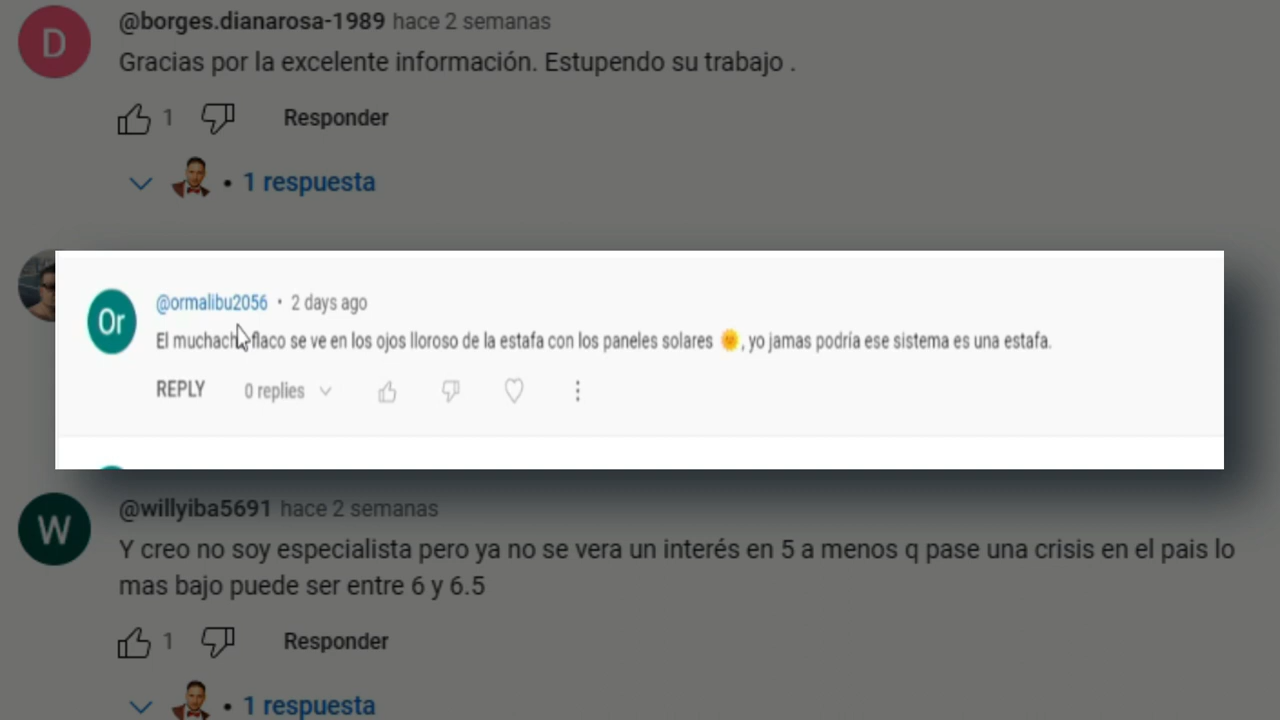 D
@borges.dianarosa-1989 hace 2 semanas
Gracias por la excelente información. Estupendo su trabajo .
1
Responder
• 1 respuesta
Or
@ormalibu2056 • 2 days ago
El muchacho flaco se ve en los ojos lloroso de la estafa con los paneles solares 🌞, yo jamas podría ese sistema es una estafa.
REPLY 0 replies
W
@willyiba5691 hace 2 semanas
Y creo no soy especialista pero ya no se vera un interés en 5 a menos q pase una crisis en el pais lo
mas bajo puede ser entre 6 y 6.5
1
Responder
• 1 respuesta